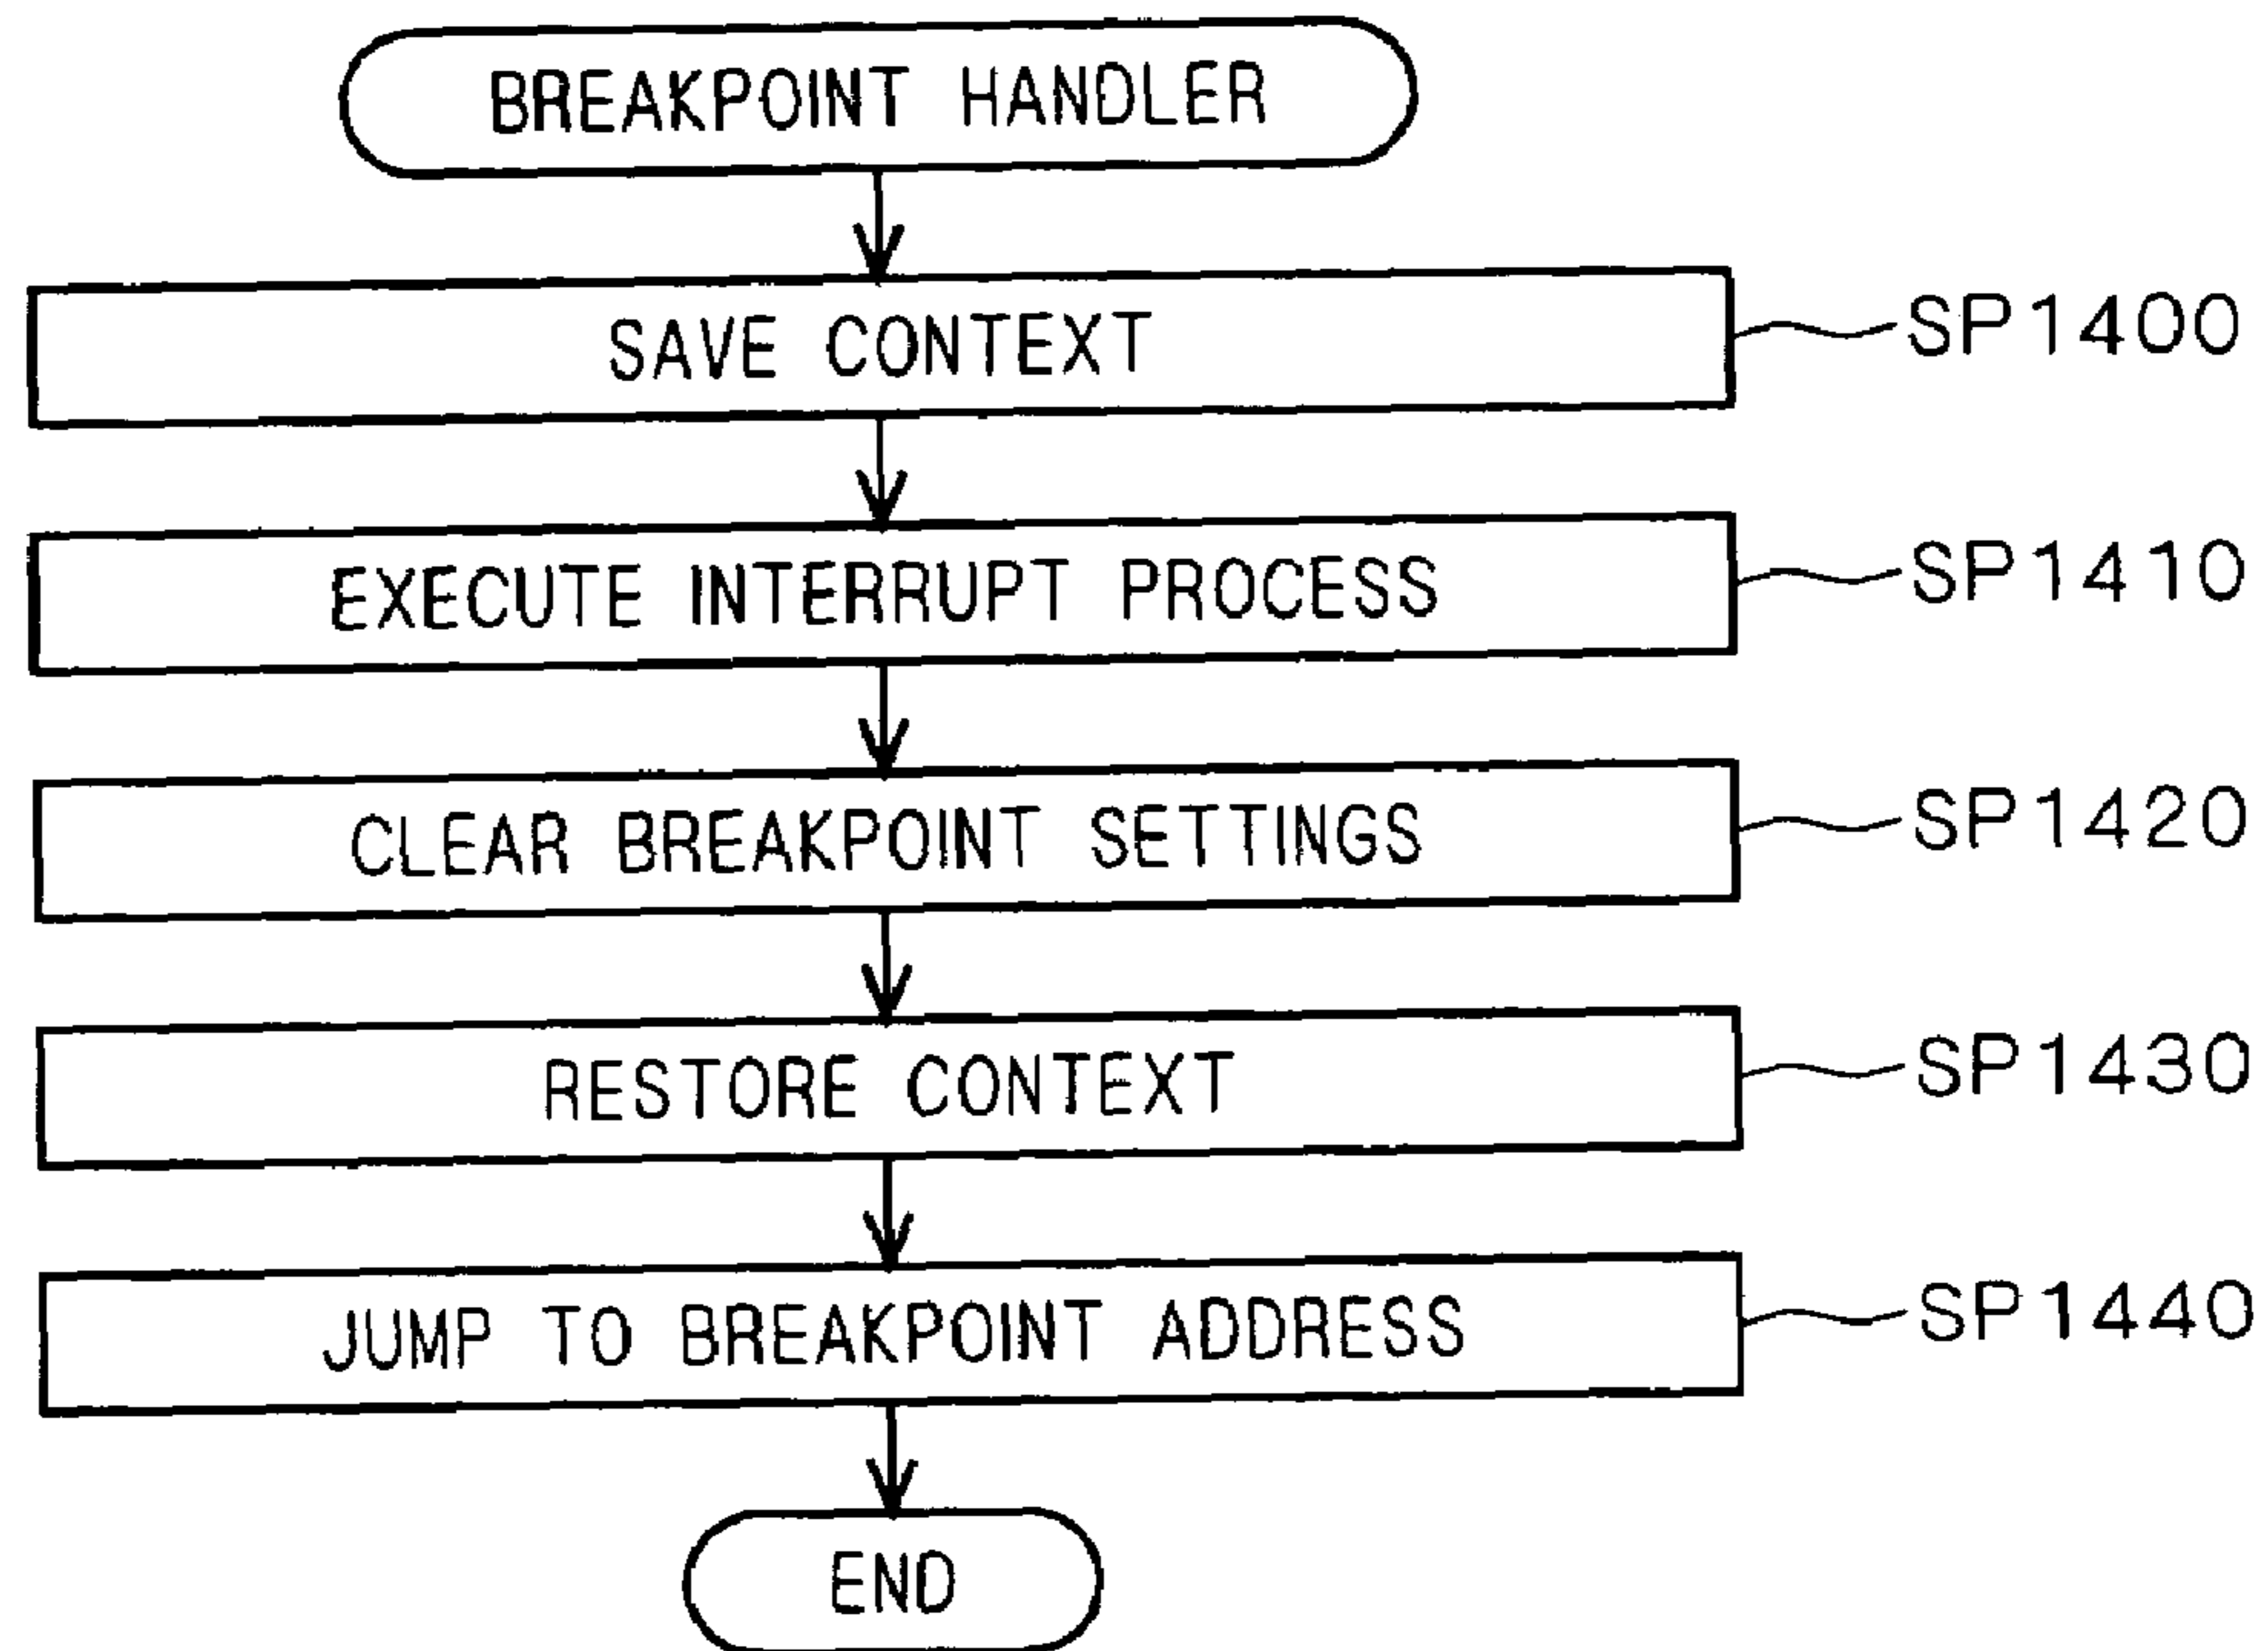 BREAKPOINT HANDLER
SAVE CONTEXT
SP1400
EXECUTE INTERRUPT PROCESS
SP1410
CLEAR BREAKPOINT SETTINGS
SP1420
RESTORE CONTEXT
SP1430
JUMP TO BREAKPOINT ADDRESS
SP1440
END